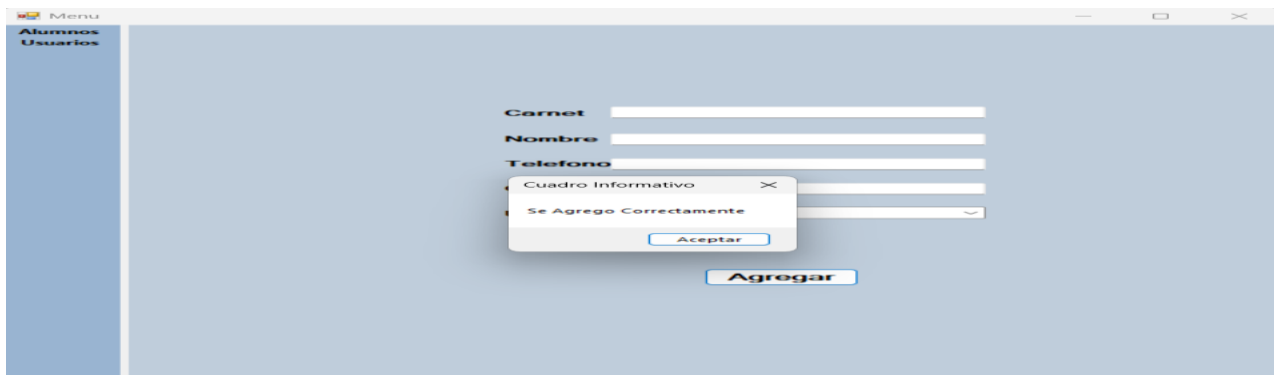 Menu
Alumnos
Usuarios
Carnet
Nombre
Telefono
Cuadro Informativo
Se Agrego Correctamente
Aceptar
Agregar